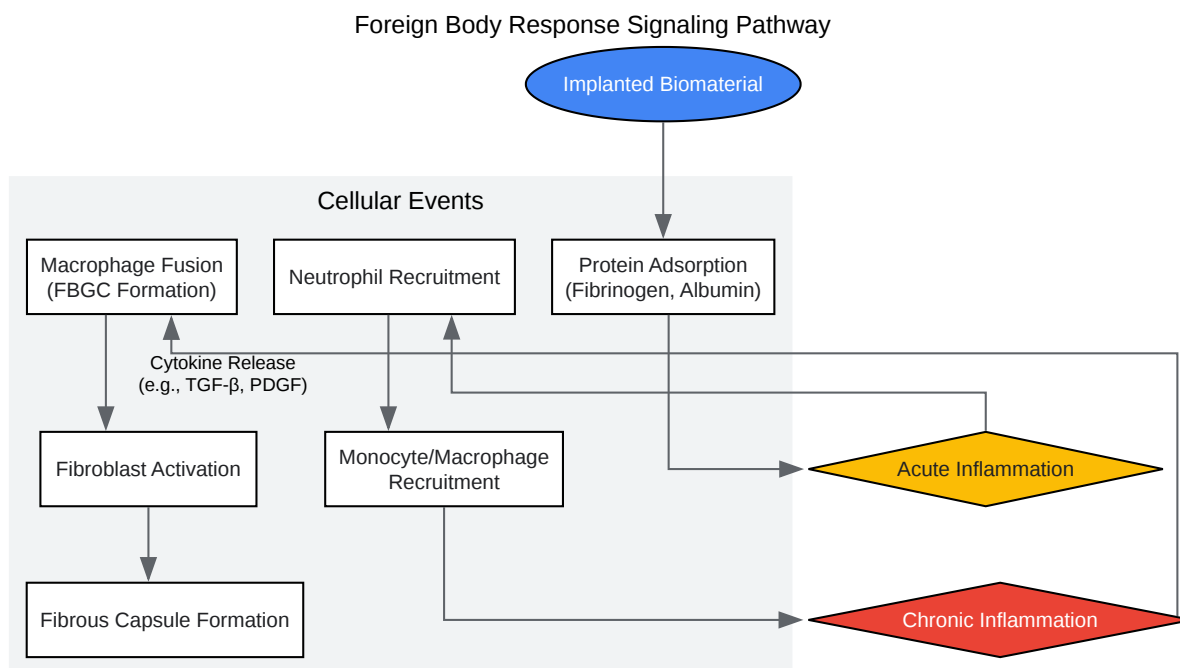 Foreign Body Response Signaling Pathway
Implanted Biomaterial
Cellular Events
Macrophage Fusion
(FBGC Formation)
Neutrophil Recruitment
Protein Adsorption
(Fibrinogen, Albumin)
Cytokine Release
(e.g., TGF-β, PDGF)
Fibroblast Activation
Monocyte/Macrophage
Recruitment
Acute Inflammation
Fibrous Capsule Formation
Chronic Inflammation